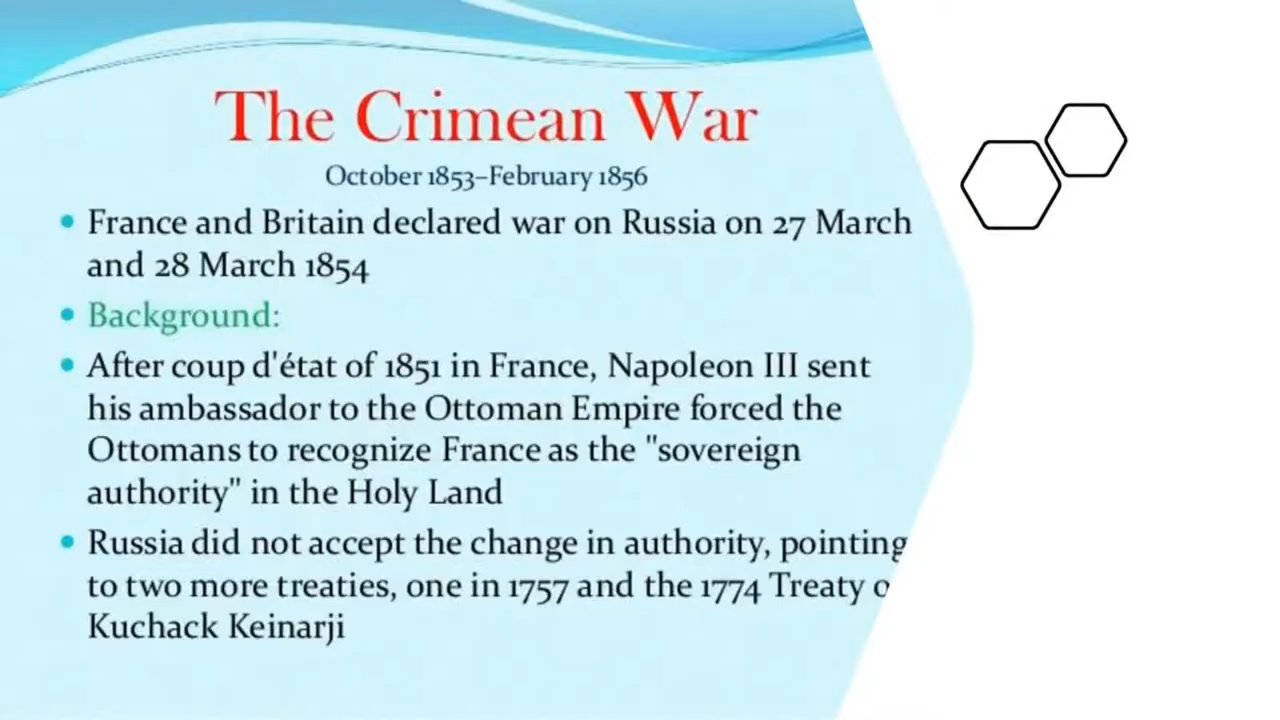 The Crimean War
October 1853–February 1856
• France and Britain declared war on Russia on 27 March
and 28 March 1854
• Background:
• After coup d'état of 1851 in France, Napoleon III sent
his ambassador to the Ottoman Empire forced the
Ottomans to recognize France as the "sovereign
authority" in the Holy Land
• Russia did not accept the change in authority, pointing
to two more treaties, one in 1757 and the 1774 Treaty
Kuchack Keinarji